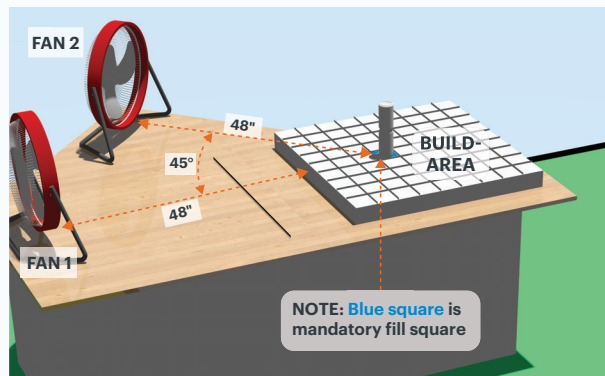 FAN 2
48"
45°
BUILD-
AREA
48"
FAN 1
NOTE: Blue square is
mandatory fill square